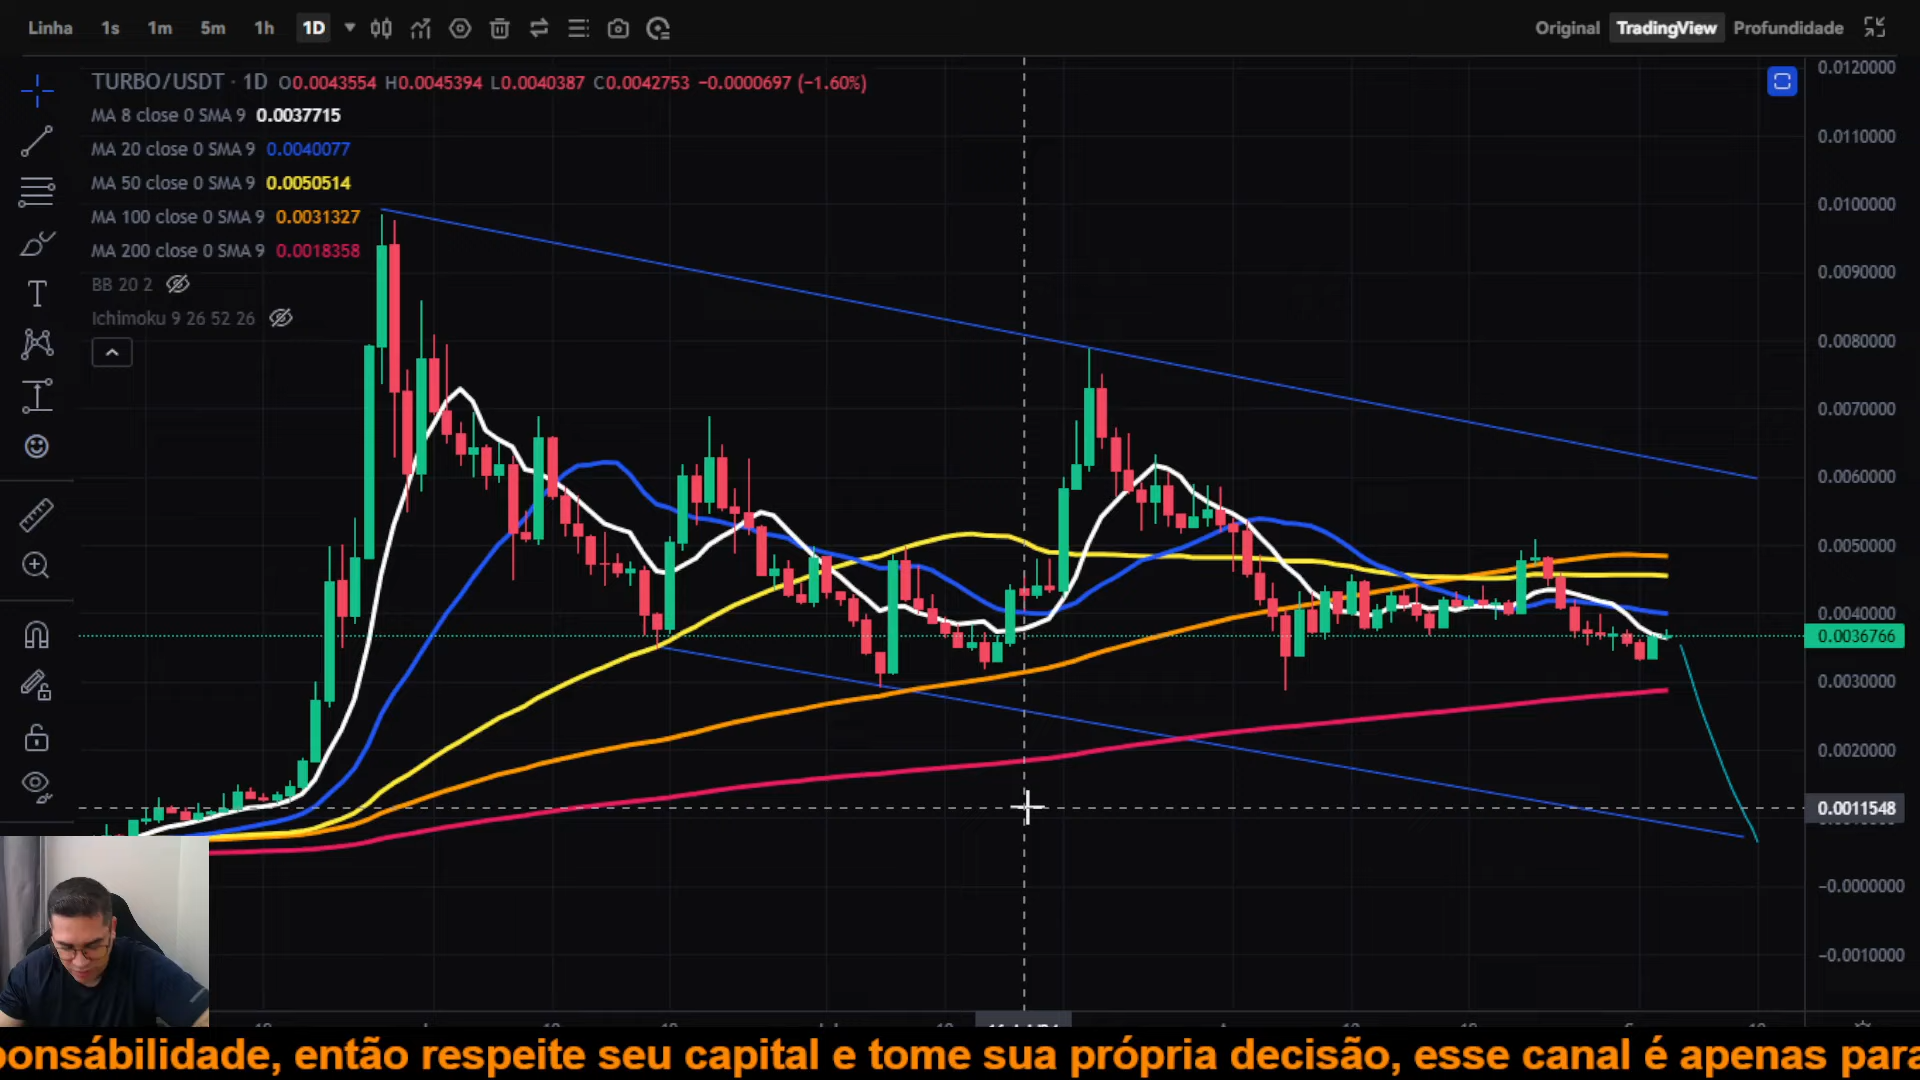 Linha 1s 1m 5m 1h 1D Original TradingView Profundidade
TURBO/USDT · 1D O0.0043554 H0.0045394 L0.0040387 C0.0042753 −0.0000697 (−1.60%)
MA 8 close 0 SMA 9 0.0037715
MA 20 close 0 SMA 9 0.0040077
MA 50 close 0 SMA 9 0.0050514
MA 100 close 0 SMA 9 0.0031327
MA 200 close 0 SMA 9 0.0018358
BB 20 2
Ichimoku 9 26 52 26
0.0120000
0.0110000
0.0100000
0.0090000
0.0080000
0.0070000
0.0060000
0.0050000
0.0040000
0.0036766
0.0030000
0.0020000
0.0011548
−0.0000000
−0.0010000
ponsábilidade, então respeite seu capital e tome sua própria decisão, esse canal é apenas para